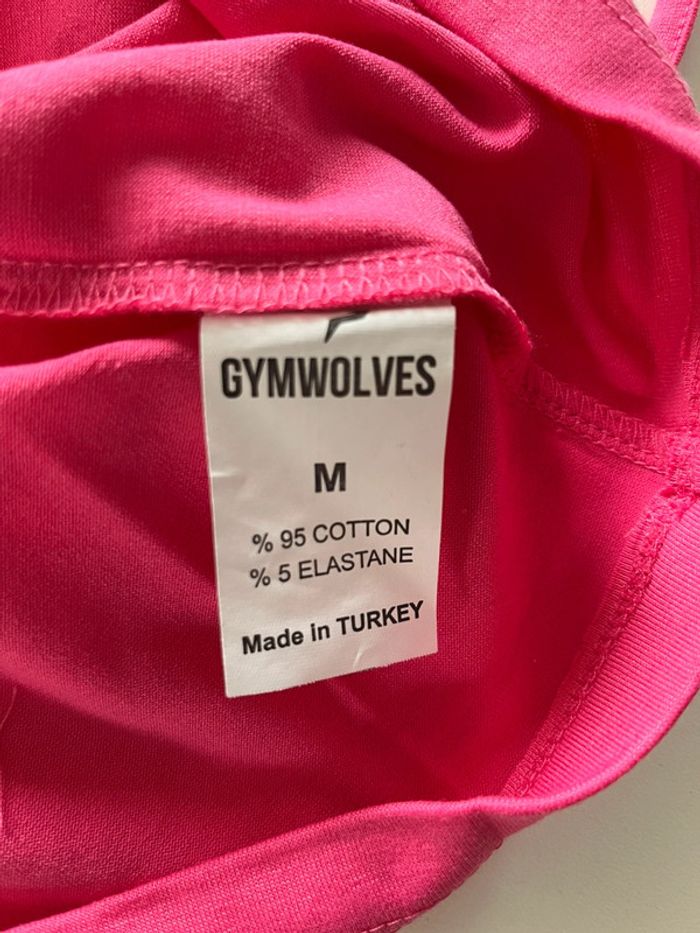 GYMWOLVES
M
% 95 COTTON
% 5 ELASTANE
Made in TURKEY